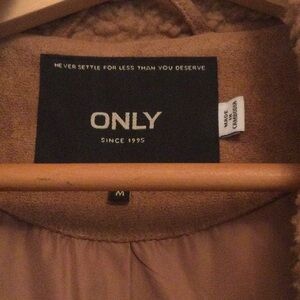 NEVER SETTLE FOR LESS THAN YOU DESERVE
ONLY
SINCE 1995
MADE
IN
CAMBODIA
M